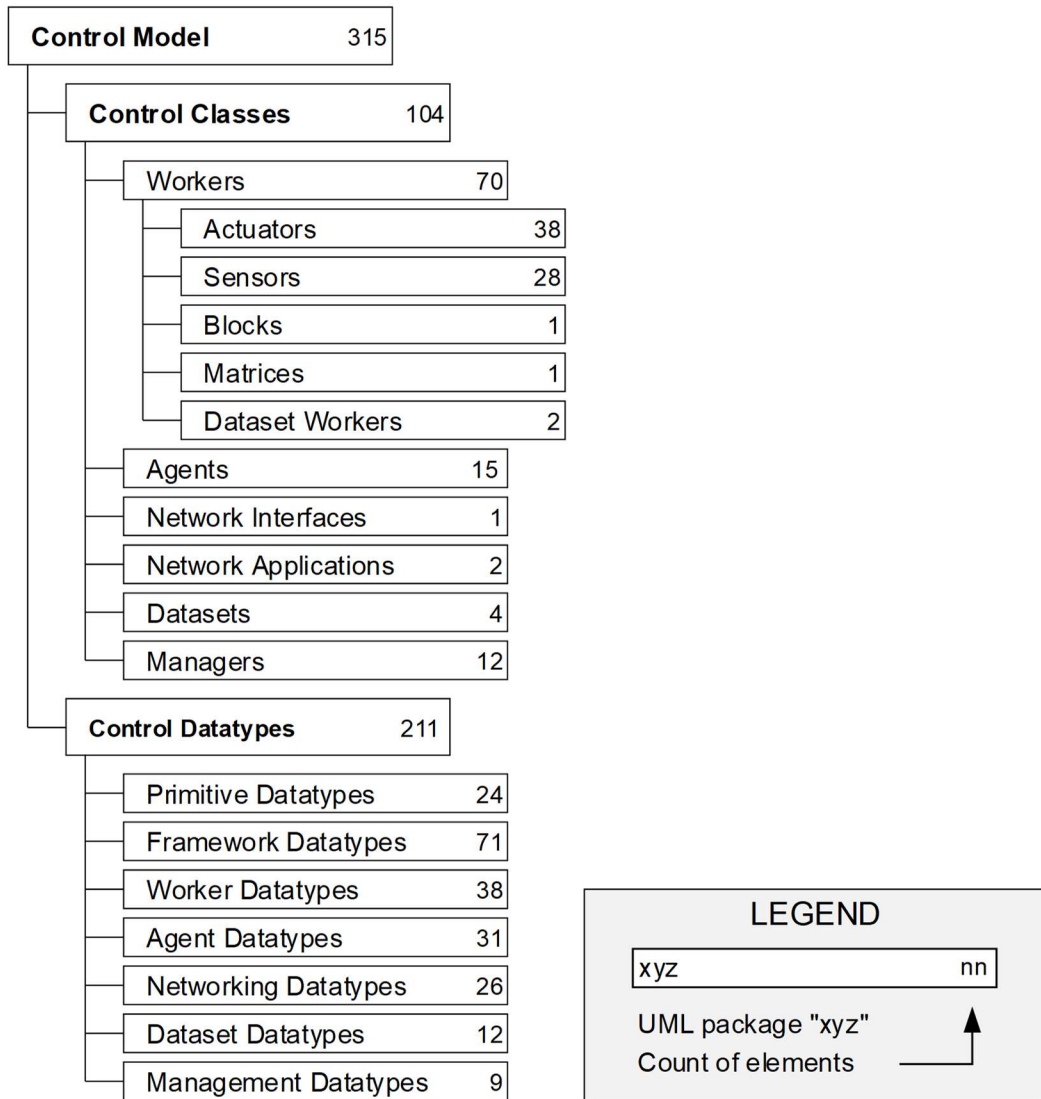 Control Model 315
Control Classes 104
Workers 70
Actuators 38
Sensors 28
Blocks 1
Matrices 1
Dataset Workers 2
Agents 15
Network Interfaces 1
Network Applications 2
Datasets 4
Managers 12
Control Datatypes 211
Primitive Datatypes 24
Framework Datatypes 71
Worker Datatypes 38
Agent Datatypes 31
Networking Datatypes 26
Dataset Datatypes 12
Management Datatypes 9
LEGEND
xyz nn
UML package "xyz"
Count of elements